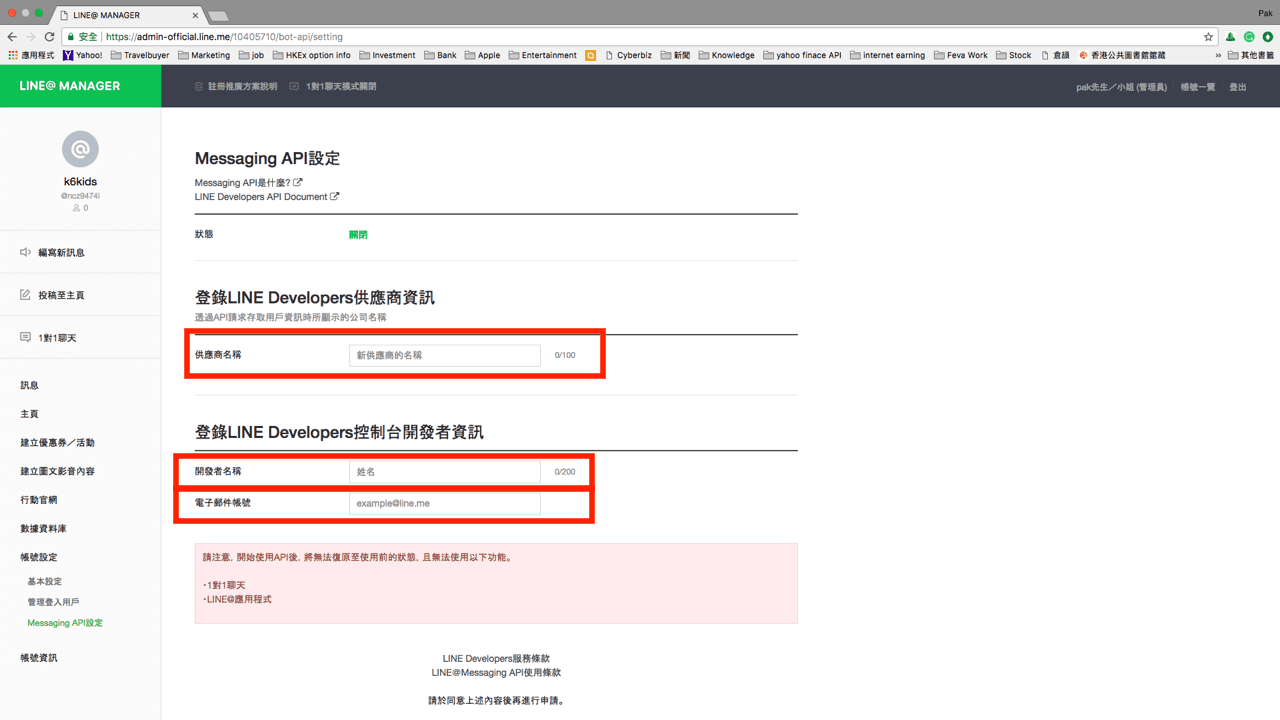 LINE@ MANAGER
Pak
安全 https://admin-official.line.me/10405710/bot-api/setting
應用程式 Yahoo! Travelbuyer Marketing job HKEx option info Investment Bank Apple Entertainment Cyberbiz 新聞 Knowledge yahoo finace API internet earning Feva Work Stock 倉頡 香港公共圖書館館藏 » 其他書籤
LINE@ MANAGER
註冊推廣方案說明 1對1聊天模式關閉
pak先生／小姐 (管理員) 帳號一覽 登出
@
k6kids
@ncz9474i
0
編寫新訊息
投稿至主頁
1對1聊天
訊息
主頁
建立優惠券／活動
建立圖文影音內容
行動官網
數據資料庫
帳號設定
基本設定
管理登入用戶
Messaging API設定
帳號資訊
Messaging API設定
Messaging API是什麼?
LINE Developers API Document
狀態 關閉
登錄LINE Developers供應商資訊
透過API請求存取用戶資訊時所顯示的公司名稱
供應商名稱 新供應商的名稱 0/100
登錄LINE Developers控制台開發者資訊
開發者名稱 姓名 0/200
電子郵件帳號 example@line.me
請注意, 開始使用API後, 將無法復原至使用前的狀態, 且無法使用以下功能。
・1對1聊天
・LINE@應用程式
LINE Developers服務條款
LINE@Messaging API使用條款
請於同意上述內容後再進行申請。